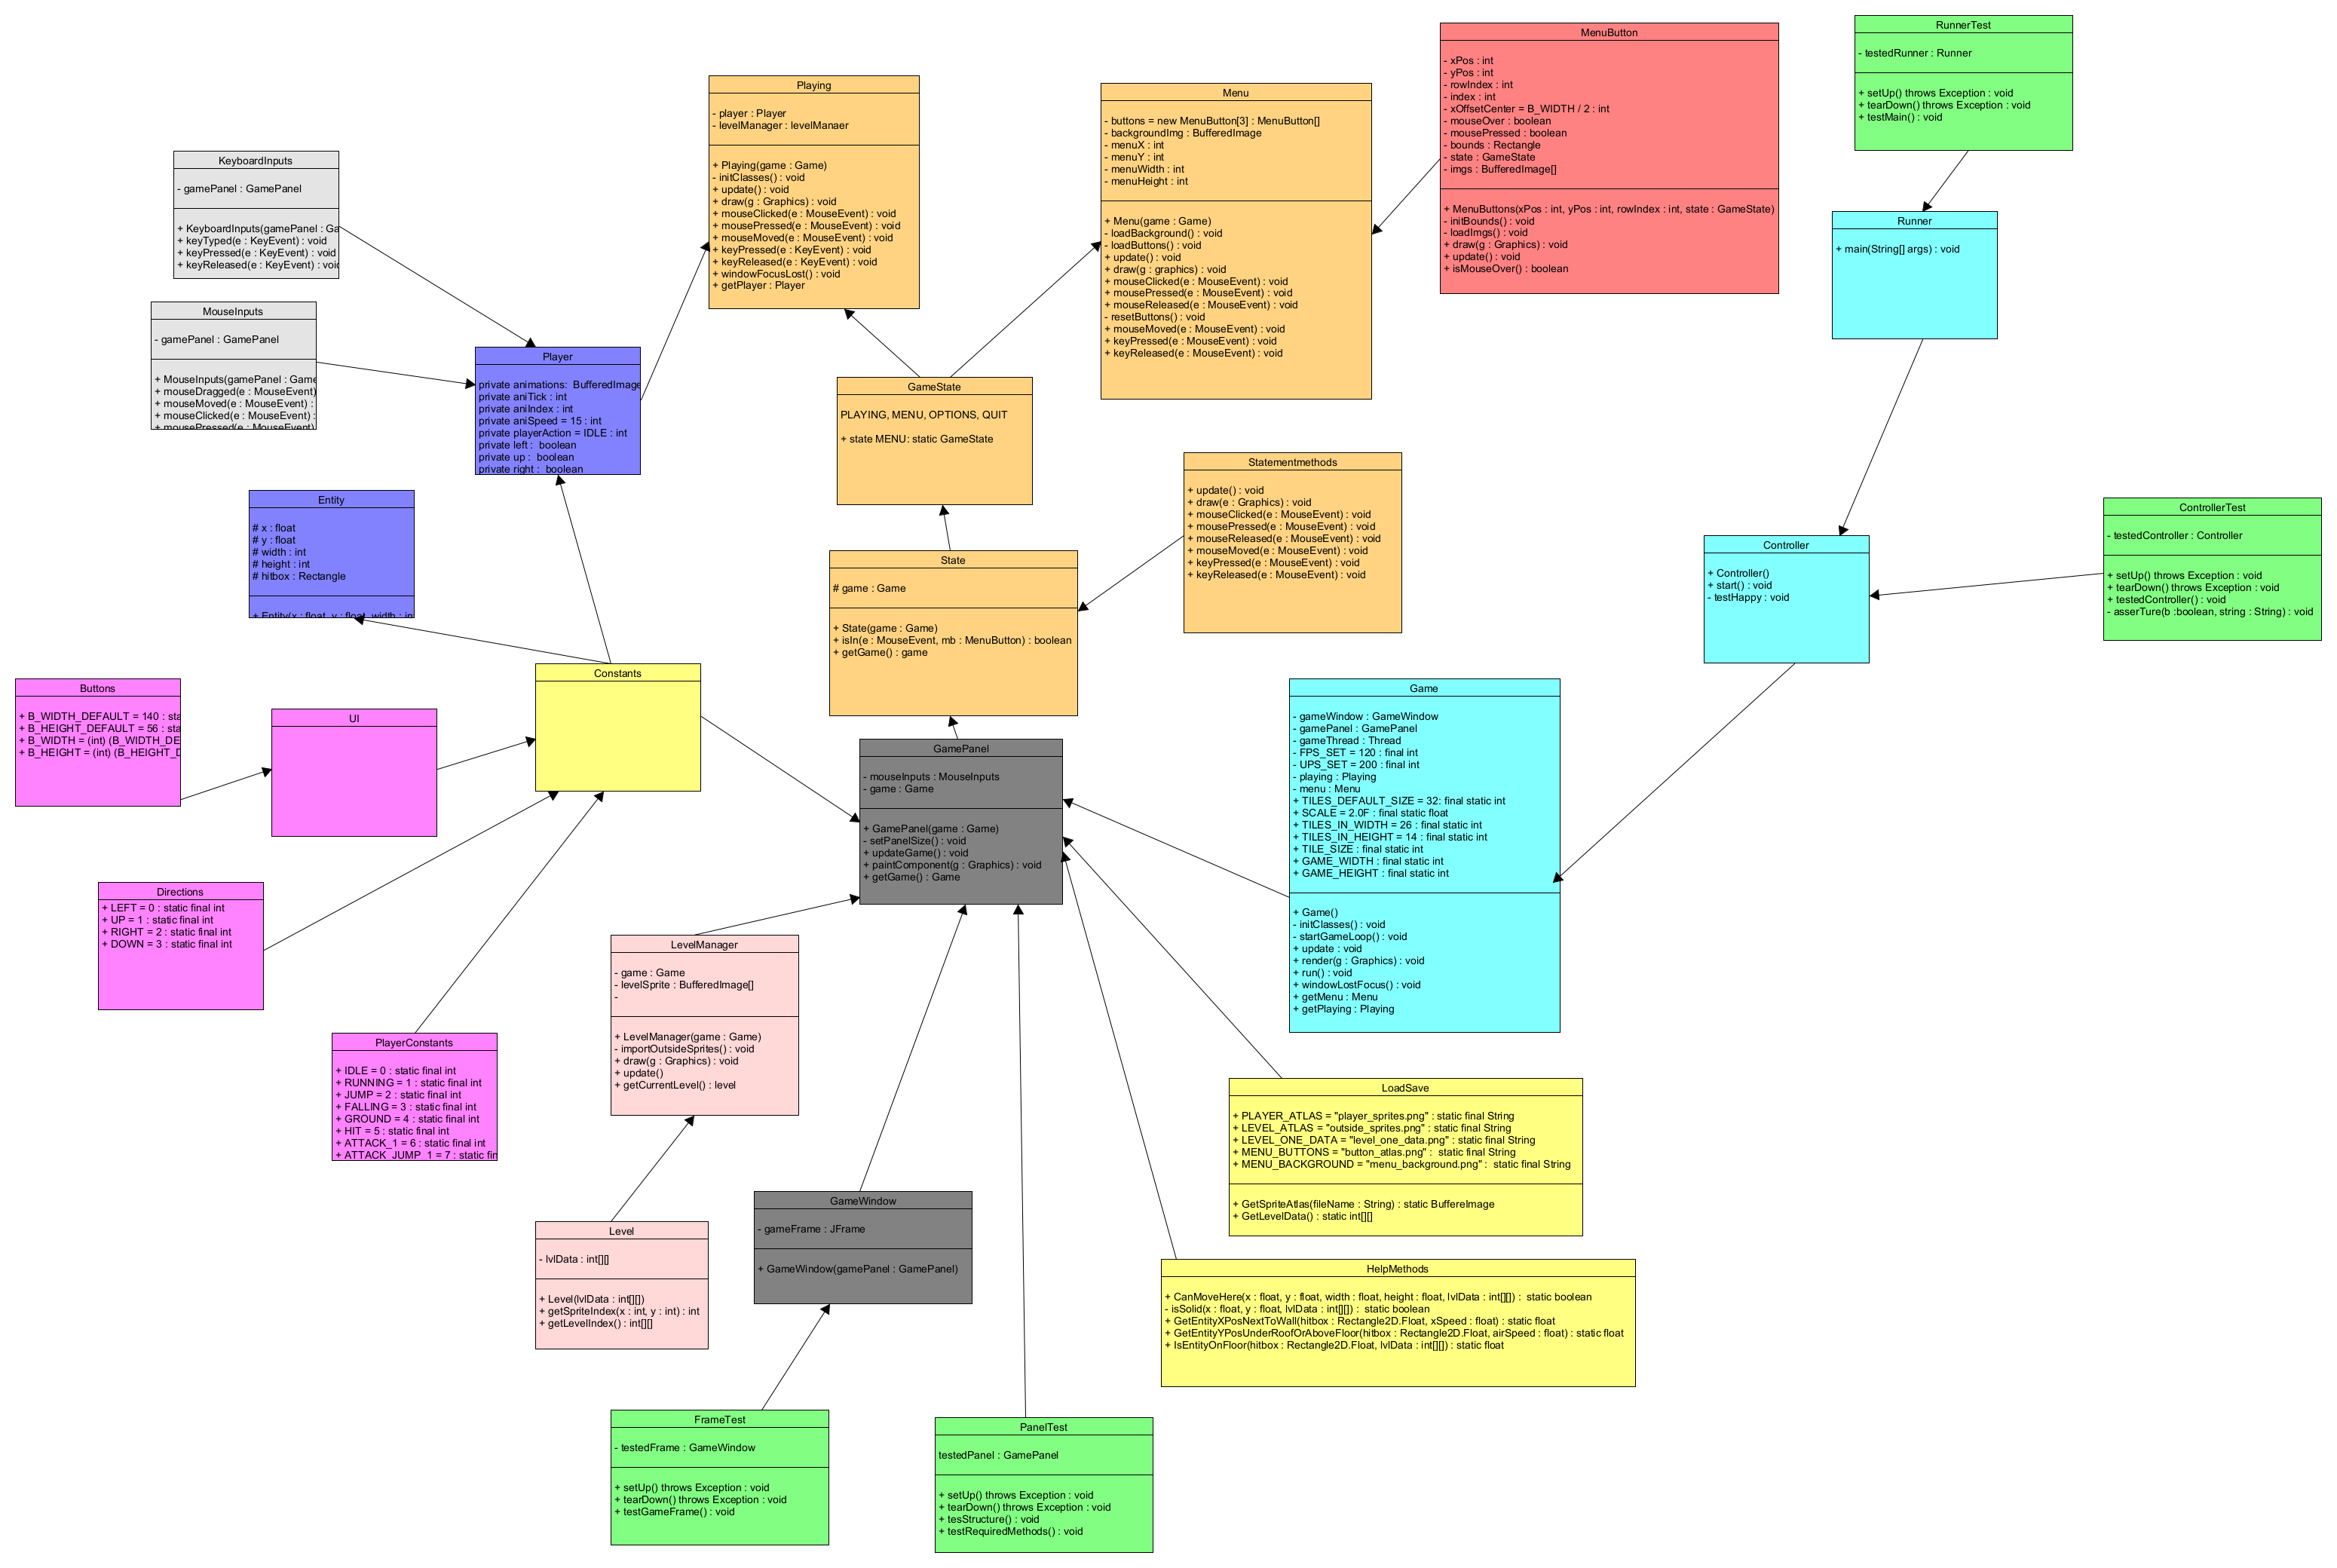 RunnerTest
- testedRunner : Runner
+ setUp() throws Exception : void
+ tearDown() throws Exception : void
+ testMain() : void
MenuButton
- xPos : int
- yPos : int
- rowIndex : int
- index : int
- xOffsetCenter = B_WIDTH / 2 : int
- mouseOver : boolean
- mousePressed : boolean
- bounds : Rectangle
- state : GameState
- imgs : BufferedImage[]
+ MenuButtons(xPos : int, yPos : int, rowIndex : int, state : GameState)
- initBounds() : void
- loadImgs() : void
+ draw(g : Graphics) : void
+ update() : void
+ isMouseOver() : boolean
Playing
- player : Player
- levelManager : levelManaer
+ Playing(game : Game)
- initClasses() : void
+ update() : void
+ draw(g : Graphics) : void
+ mouseClicked(e : MouseEvent) : void
+ mousePressed(e : MouseEvent) : void
+ mouseMoved(e : MouseEvent) : void
+ keyPressed(e : KeyEvent) : void
+ keyReleased(e : KeyEvent) : void
+ windowFocusLost() : void
+ getPlayer : Player
Menu
- buttons = new MenuButton[3] : MenuButton[]
- backgroundImg : BufferedImage
- menuX : int
- menuY : int
- menuWidth : int
- menuHeight : int
+ Menu(game : Game)
- loadBackground() : void
- loadButtons() : void
+ update() : void
+ draw(g : graphics) : void
+ mouseClicked(e : MouseEvent) : void
+ mousePressed(e : MouseEvent) : void
+ mouseReleased(e : MouseEvent) : void
- resetButtons() : void
+ mouseMoved(e : MouseEvent) : void
+ keyPressed(e : MouseEvent) : void
+ keyReleased(e : MouseEvent) : void
KeyboardInputs
- gamePanel : GamePanel
+ KeyboardInputs(gamePanel : Ga
+ keyTyped(e : KeyEvent) : void
+ keyPressed(e : KeyEvent) : void
+ keyReleased(e : KeyEvent) : void
Runner
+ main(String[] args) : void
MouseInputs
- gamePanel : GamePanel
+ MouseInputs(gamePanel : Game
+ mouseDragged(e : MouseEvent)
+ mouseMoved(e : MouseEvent) :
+ mouseClicked(e : MouseEvent) :
+ mousePressed(e : MouseEvent)
Player
private animations: BufferedImage
private aniTick : int
private aniIndex : int
private aniSpeed = 15 : int
private playerAction = IDLE : int
private left : boolean
private up : boolean
private right : boolean
GameState
PLAYING, MENU, OPTIONS, QUIT
+ state MENU: static GameState
Statementmethods
+ update() : void
+ draw(e : Graphics) : void
+ mouseClicked(e : MouseEvent) : void
+ mousePressed(e : MouseEvent) : void
+ mouseReleased(e : MouseEvent) : void
+ mouseMoved(e : MouseEvent) : void
+ keyPressed(e : MouseEvent) : void
+ keyReleased(e : MouseEvent) : void
Entity
# x : float
# y : float
# width : int
# height : int
# hitbox : Rectangle
+ Entity(x : float, y : float, width : int
ControllerTest
- testedController : Controller
+ setUp() throws Exception : void
+ tearDown() throws Exception : void
+ testedController() : void
- asserTure(b :boolean, string : String) : void
Controller
+ Controller()
+ start() : void
- testHappy : void
State
# game : Game
+ State(game : Game)
+ isIn(e : MouseEvent, mb : MenuButton) : boolean
+ getGame() : game
Constants
Buttons
+ B_WIDTH_DEFAULT = 140 : sta
+ B_HEIGHT_DEFAULT = 56 : sta
+ B_WIDTH = (int) (B_WIDTH_DE
+ B_HEIGHT = (int) (B_HEIGHT_D
UI
Game
- gameWindow : GameWindow
- gamePanel : GamePanel
- gameThread : Thread
- FPS_SET = 120 : final int
- UPS_SET = 200 : final int
- playing : Playing
- menu : Menu
+ TILES_DEFAULT_SIZE = 32: final static int
+ SCALE = 2.0F : final static float
+ TILES_IN_WIDTH = 26 : final static int
+ TILES_IN_HEIGHT = 14 : final static int
+ TILE_SIZE : final static int
+ GAME_WIDTH : final static int
+ GAME_HEIGHT : final static int
+ Game()
- initClasses() : void
- startGameLoop() : void
+ update : void
+ render(g : Graphics) : void
+ run() : void
+ windowLostFocus() : void
+ getMenu : Menu
+ getPlaying : Playing
GamePanel
- mouseInputs : MouseInputs
- game : Game
+ GamePanel(game : Game)
- setPanelSize() : void
+ updateGame() : void
+ paintComponent(g : Graphics) : void
+ getGame() : Game
Directions
+ LEFT = 0 : static final int
+ UP = 1 : static final int
+ RIGHT = 2 : static final int
+ DOWN = 3 : static final int
LevelManager
- game : Game
- levelSprite : BufferedImage[]
-
+ LevelManager(game : Game)
- importOutsideSprites() : void
+ draw(g : Graphics) : void
+ update()
+ getCurrentLevel() : level
PlayerConstants
+ IDLE = 0 : static final int
+ RUNNING = 1 : static final int
+ JUMP = 2 : static final int
+ FALLING = 3 : static final int
+ GROUND = 4 : static final int
+ HIT = 5 : static final int
+ ATTACK_1 = 6 : static final int
+ ATTACK_JUMP_1 = 7 : static fin
LoadSave
+ PLAYER_ATLAS = "player_sprites.png" : static final String
+ LEVEL_ATLAS = "outside_sprites.png" : static final String
+ LEVEL_ONE_DATA = "level_one_data.png" : static final String
+ MENU_BUTTONS = "button_atlas.png" : static final String
+ MENU_BACKGROUND = "menu_background.png" : static final String
+ GetSpriteAtlas(fileName : String) : static BuffereImage
+ GetLevelData() : static int[][]
GameWindow
- gameFrame : JFrame
+ GameWindow(gamePanel : GamePanel)
Level
- lvlData : int[][]
+ Level(lvlData : int[][])
+ getSpriteIndex(x : int, y : int) : int
+ getLevelIndex() : int[][]
HelpMethods
+ CanMoveHere(x : float, y : float, width : float, height : float, lvlData : int[][]) : static boolean
- isSolid(x : float, y : float, lvlData : int[][]) : static boolean
+ GetEntityXPosNextToWall(hitbox : Rectangle2D.Float, xSpeed : float) : static float
+ GetEntityYPosUnderRoofOrAboveFloor(hitbox : Rectangle2D.Float, airSpeed : float) : static float
+ IsEntityOnFloor(hitbox : Rectangle2D.Float, lvlData : int[][]) : static float
FrameTest
- testedFrame : GameWindow
+ setUp() throws Exception : void
+ tearDown() throws Exception : void
+ testGameFrame() : void
PanelTest
testedPanel : GamePanel
+ setUp() throws Exception : void
+ tearDown() throws Exception : void
+ tesStructure() : void
+ testRequiredMethods() : void